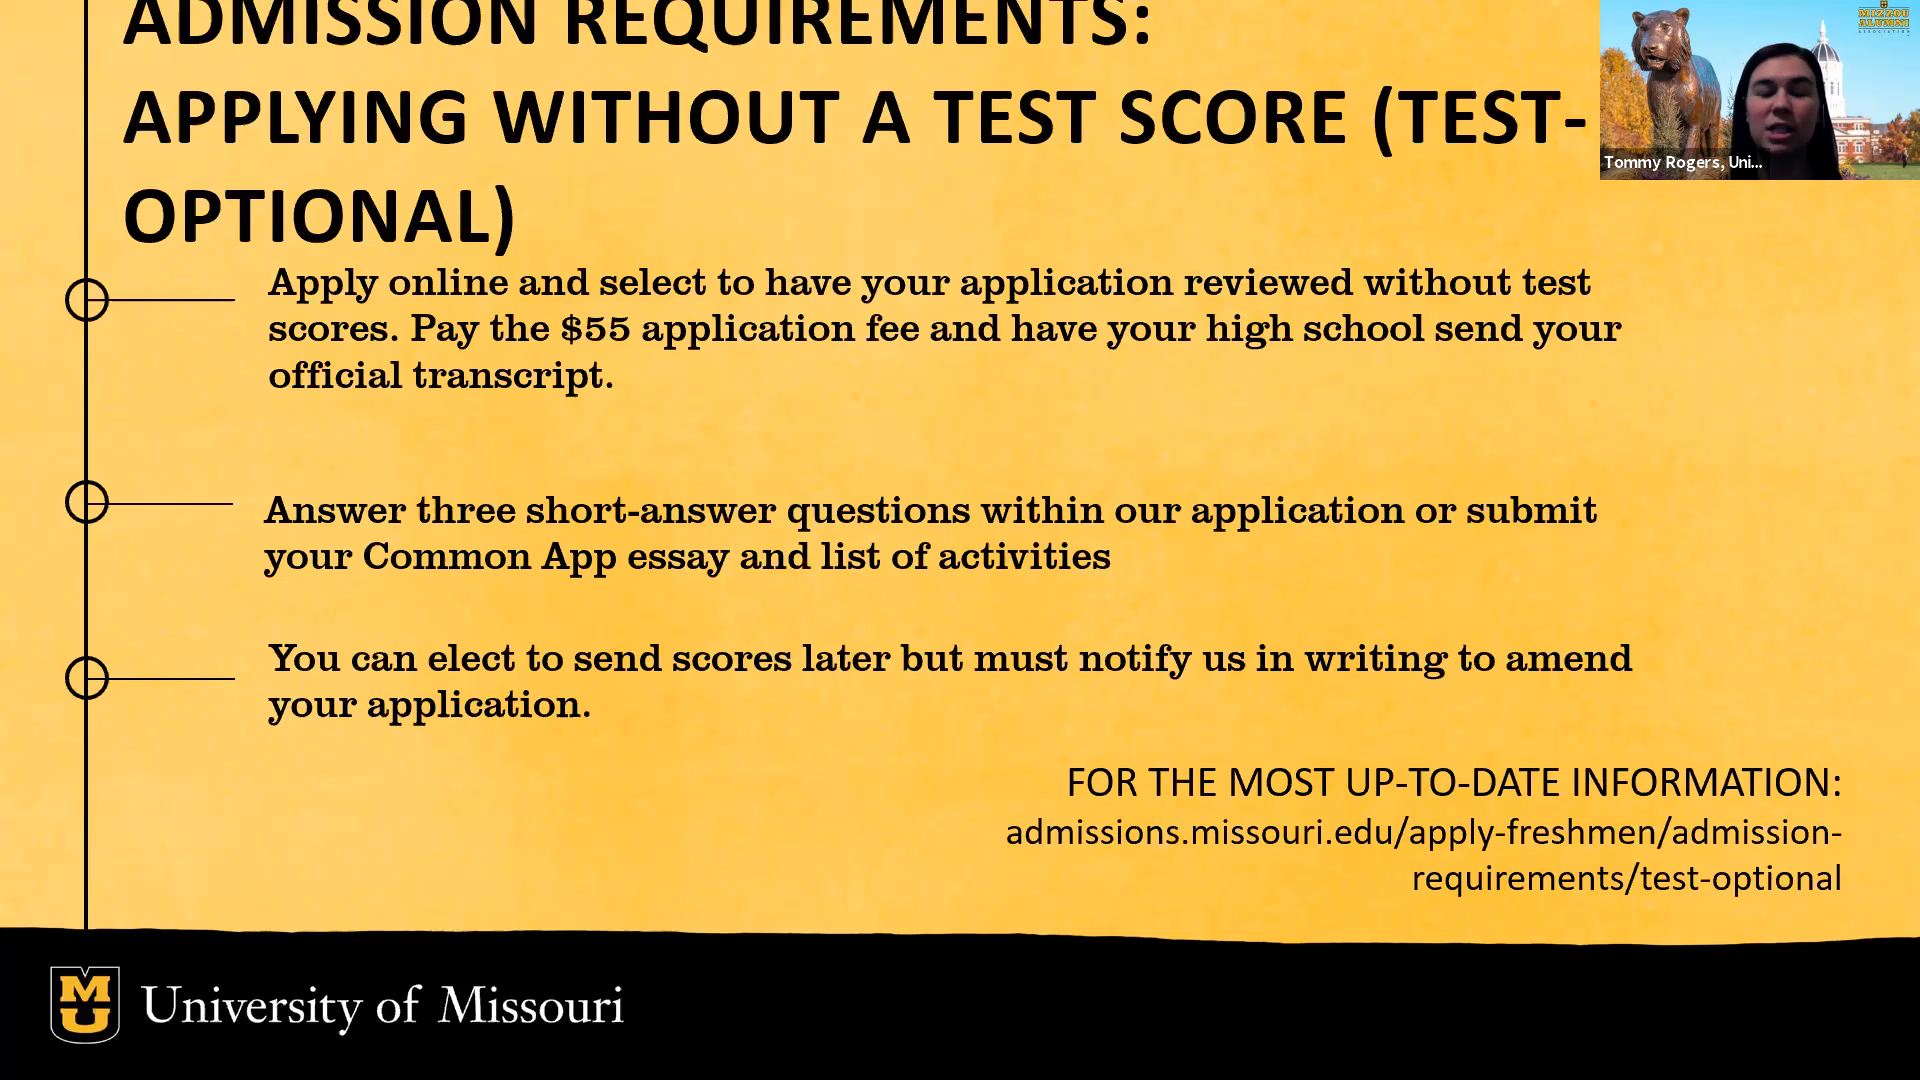 ADMISSION REQUIREMENTS:
APPLYING WITHOUT A TEST SCORE (TEST-
OPTIONAL)
MIZZOU
ALUMNI
ASSOCIATION
Tommy Rogers, Uni...
Apply online and select to have your application reviewed without test
scores. Pay the $55 application fee and have your high school send your
official transcript.
Answer three short-answer questions within our application or submit
your Common App essay and list of activities
You can elect to send scores later but must notify us in writing to amend
your application.
FOR THE MOST UP-TO-DATE INFORMATION:
admissions.missouri.edu/apply-freshmen/admission-
requirements/test-optional
MU
University of Missouri